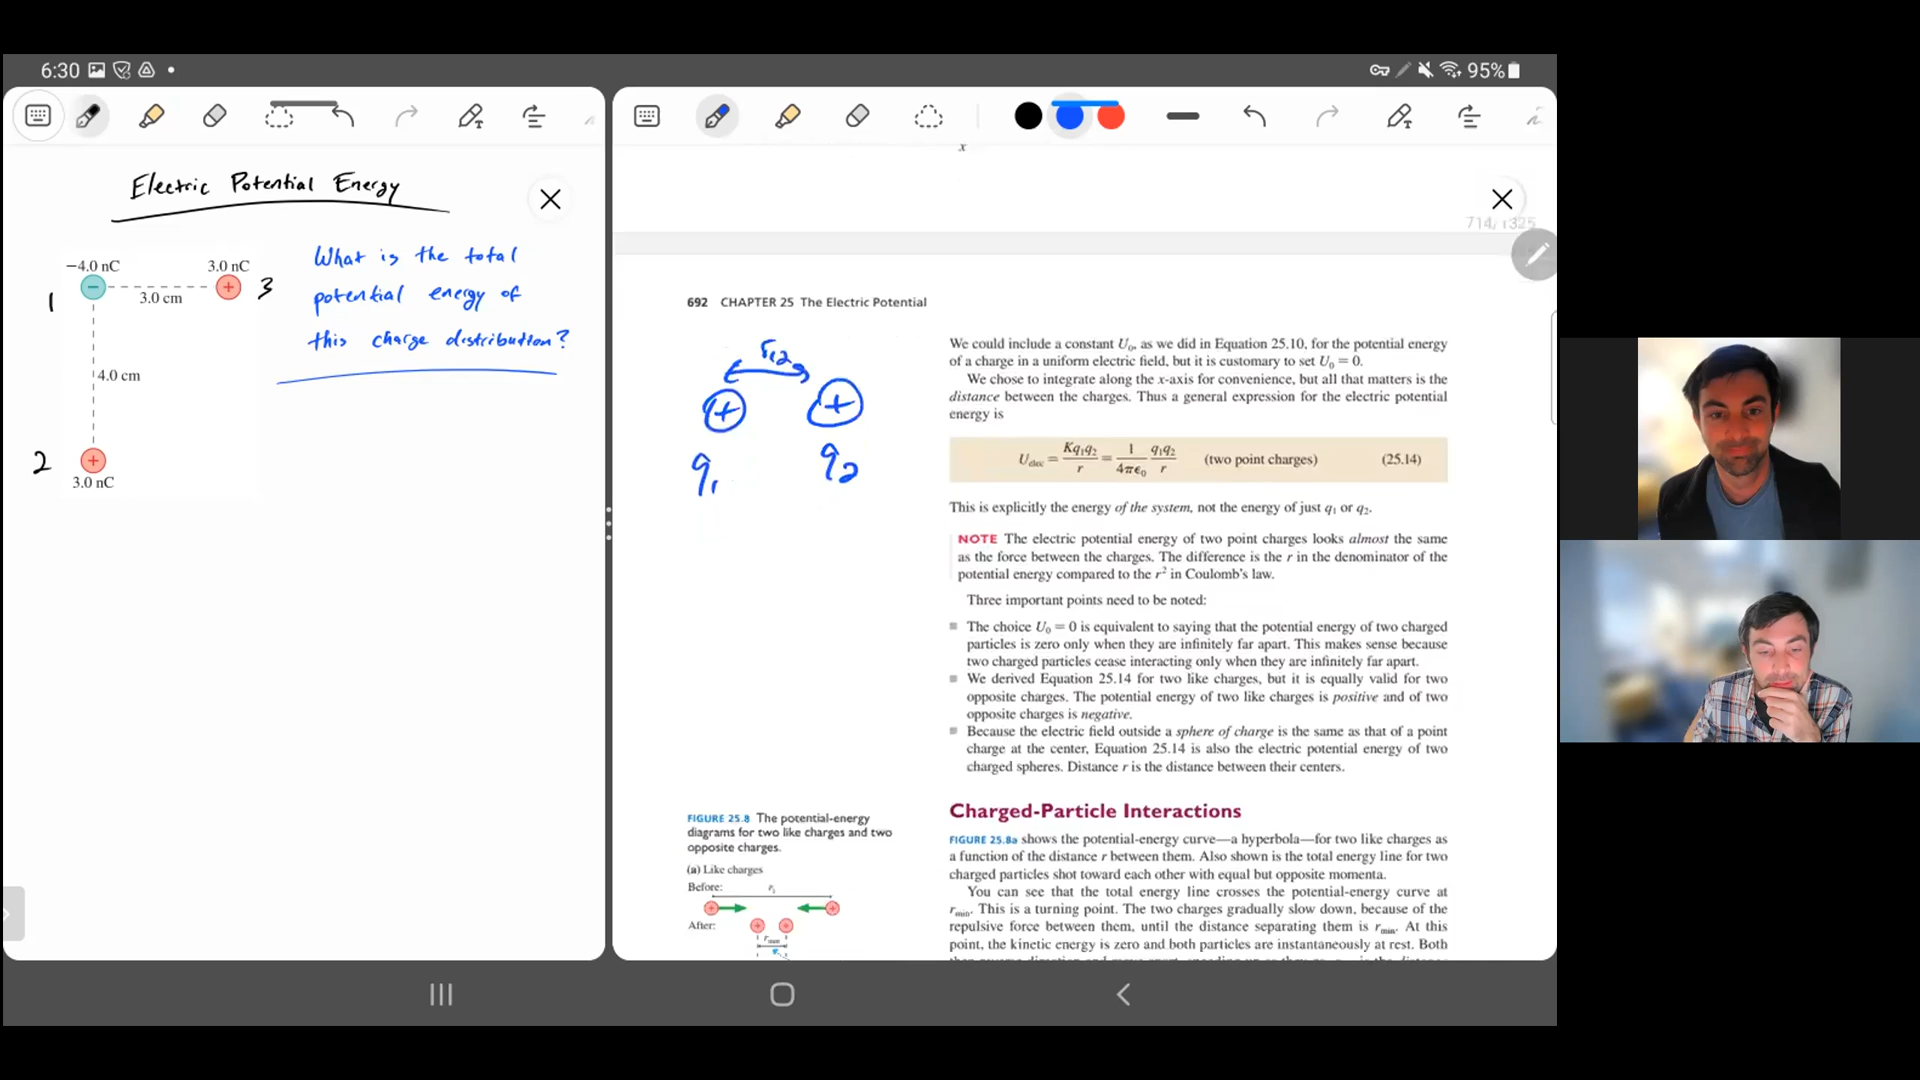 6:30
95%
Electric Potential Energy
−4.0 nC
3.0 nC
1
3
3.0 cm
4.0 cm
2
3.0 nC
What is the total
potential energy of
this charge distribution?
x
714/1325
692 CHAPTER 25 The Electric Potential
r₁₂
+ +
q₁ q₂
We could include a constant U₀, as we did in Equation 25.10, for the potential energy
of a charge in a uniform electric field, but it is customary to set U₀ = 0.
We chose to integrate along the x-axis for convenience, but all that matters is the
distance between the charges. Thus a general expression for the electric potential
energy is
U_elec = Kq₁q₂/r = 1/4πϵ₀ q₁q₂/r (two point charges) (25.14)
This is explicitly the energy of the system, not the energy of just q₁ or q₂.
NOTE The electric potential energy of two point charges looks almost the same
as the force between the charges. The difference is the r in the denominator of the
potential energy compared to the r² in Coulomb's law.
Three important points need to be noted:
■ The choice U₀ = 0 is equivalent to saying that the potential energy of two charged
particles is zero only when they are infinitely far apart. This makes sense because
two charged particles cease interacting only when they are infinitely far apart.
■ We derived Equation 25.14 for two like charges, but it is equally valid for two
opposite charges. The potential energy of two like charges is positive and of two
opposite charges is negative.
■ Because the electric field outside a sphere of charge is the same as that of a point
charge at the center, Equation 25.14 is also the electric potential energy of two
charged spheres. Distance r is the distance between their centers.
FIGURE 25.8 The potential-energy
diagrams for two like charges and two
opposite charges.
(a) Like charges
Before: rᵢ
After:
r_min
Charged-Particle Interactions
FIGURE 25.8a shows the potential-energy curve—a hyperbola—for two like charges as
a function of the distance r between them. Also shown is the total energy line for two
charged particles shot toward each other with equal but opposite momenta.
You can see that the total energy line crosses the potential-energy curve at
r_min. This is a turning point. The two charges gradually slow down, because of the
repulsive force between them, until the distance separating them is r_min. At this
point, the kinetic energy is zero and both particles are instantaneously at rest. Both